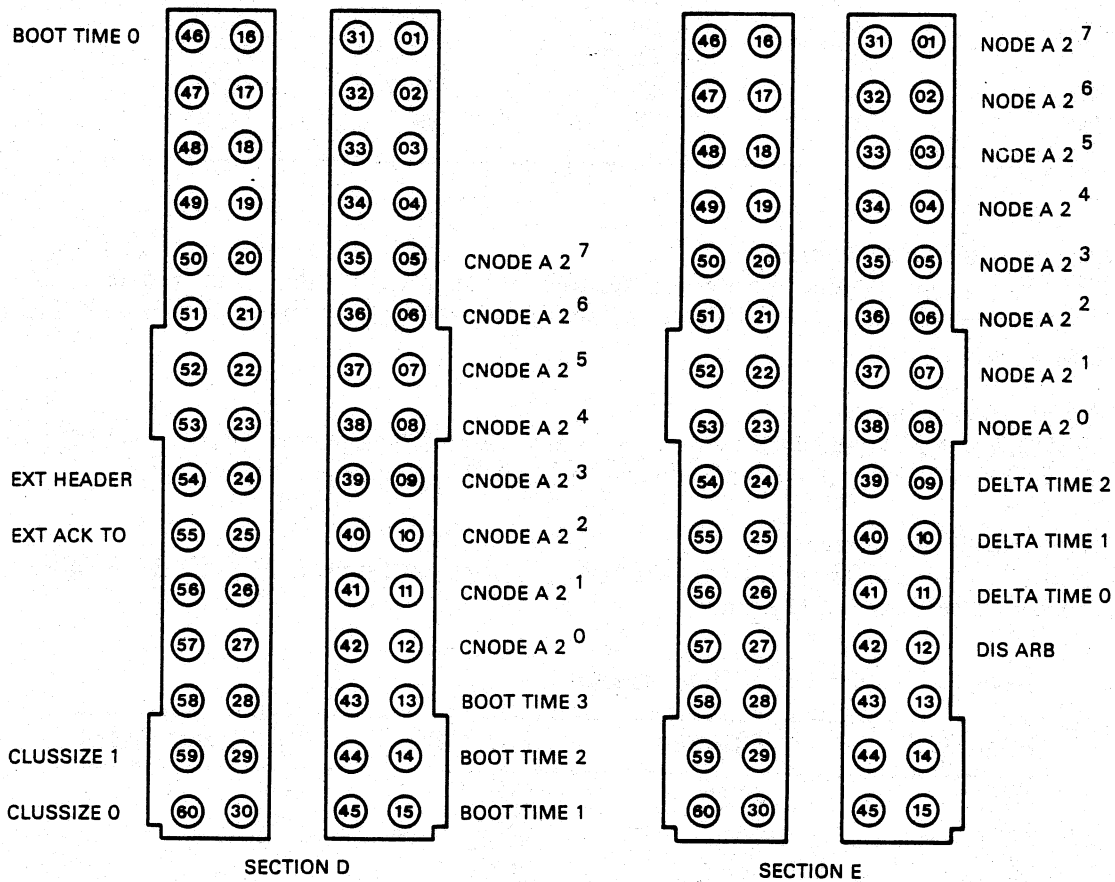 BOOT TIME 0 46 16 31 01 46 16 31 01 NODE A 2 7
47 17 32 02 47 17 32 02 NODE A 2 6
48 18 33 03 48 18 33 03 NODE A 2 5
49 19 34 04 49 19 34 04 NODE A 2 4
50 20 35 05 CNODE A 2 7 50 20 35 05 NODE A 2 3
51 21 36 06 CNODE A 2 6 51 21 36 06 NODE A 2 2
52 22 37 07 CNODE A 2 5 52 22 37 07 NODE A 2 1
53 23 38 08 CNODE A 2 4 53 23 38 08 NODE A 2 0
EXT HEADER 54 24 39 09 CNODE A 2 3 54 24 39 09 DELTA TIME 2
EXT ACK TO 55 25 40 10 CNODE A 2 2 55 25 40 10 DELTA TIME 1
56 26 41 11 CNODE A 2 1 56 26 41 11 DELTA TIME 0
57 27 42 12 CNODE A 2 0 57 27 42 12 DIS ARB
58 28 43 13 BOOT TIME 3 58 28 43 13
CLUSSIZE 1 59 29 44 14 BOOT TIME 2 59 29 44 14
CLUSSIZE 0 60 30 45 15 BOOT TIME 1 60 30 45 15
SECTION D SECTION E